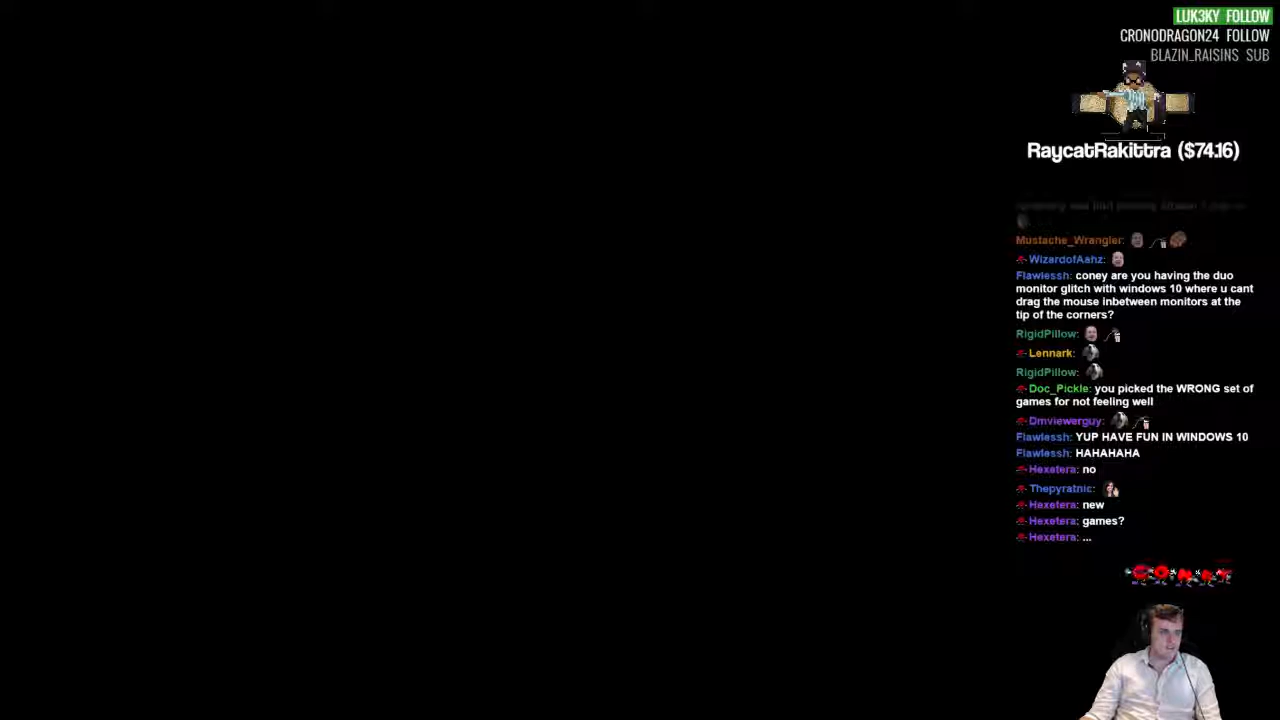 LUK3KY FOLLOW
CRONODRAGON24 FOLLOW
BLAZIN_RAISINS SUB
RaycatRakittra ($74.16)
Mustache_Wrangler:
WizardofAahz:
Flawlessh: coney are you having the duo
monitor glitch with windows 10 where u cant
drag the mouse inbetween monitors at the
tip of the corners?
RigidPillow:
Lennark:
RigidPillow:
Doc_Pickle: you picked the WRONG set of
games for not feeling well
Dmviewerguy:
Flawlessh: YUP HAVE FUN IN WINDOWS 10
Flawlessh: HAHAHAHA
Hexetera: no
Thepyratnic:
Hexetera: new
Hexetera: games?
Hexetera: ...
CONEY